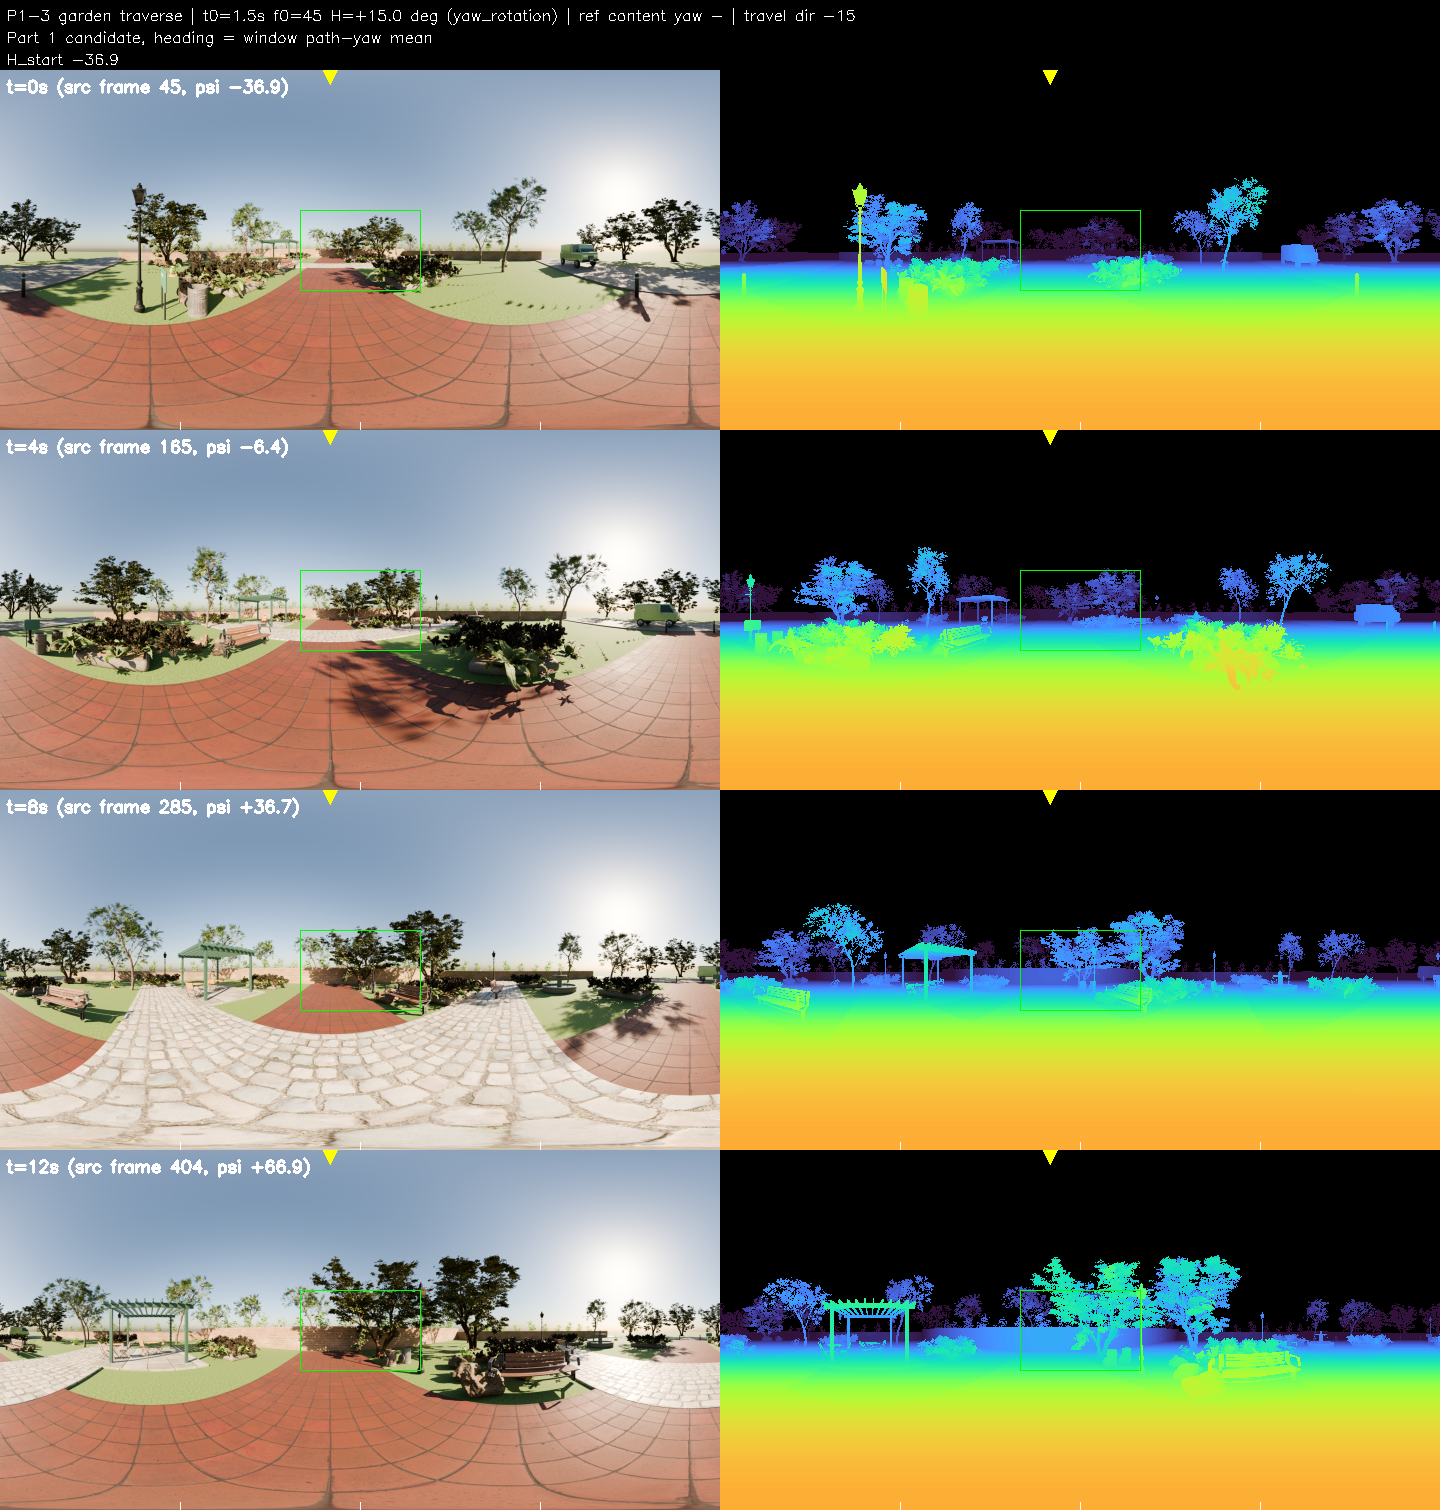 P1-3 garden traverse | t0=1.5s f0=45 H=+15.0 deg (yaw_rotation) | ref content yaw - | travel dir -15
Part 1 candidate, heading = window path-yaw mean
H_start -36.9
t=0s (src frame 45, psi -36.9)
t=4s (src frame 165, psi -6.4)
t=8s (src frame 285, psi +36.7)
t=12s (src frame 404, psi +66.9)